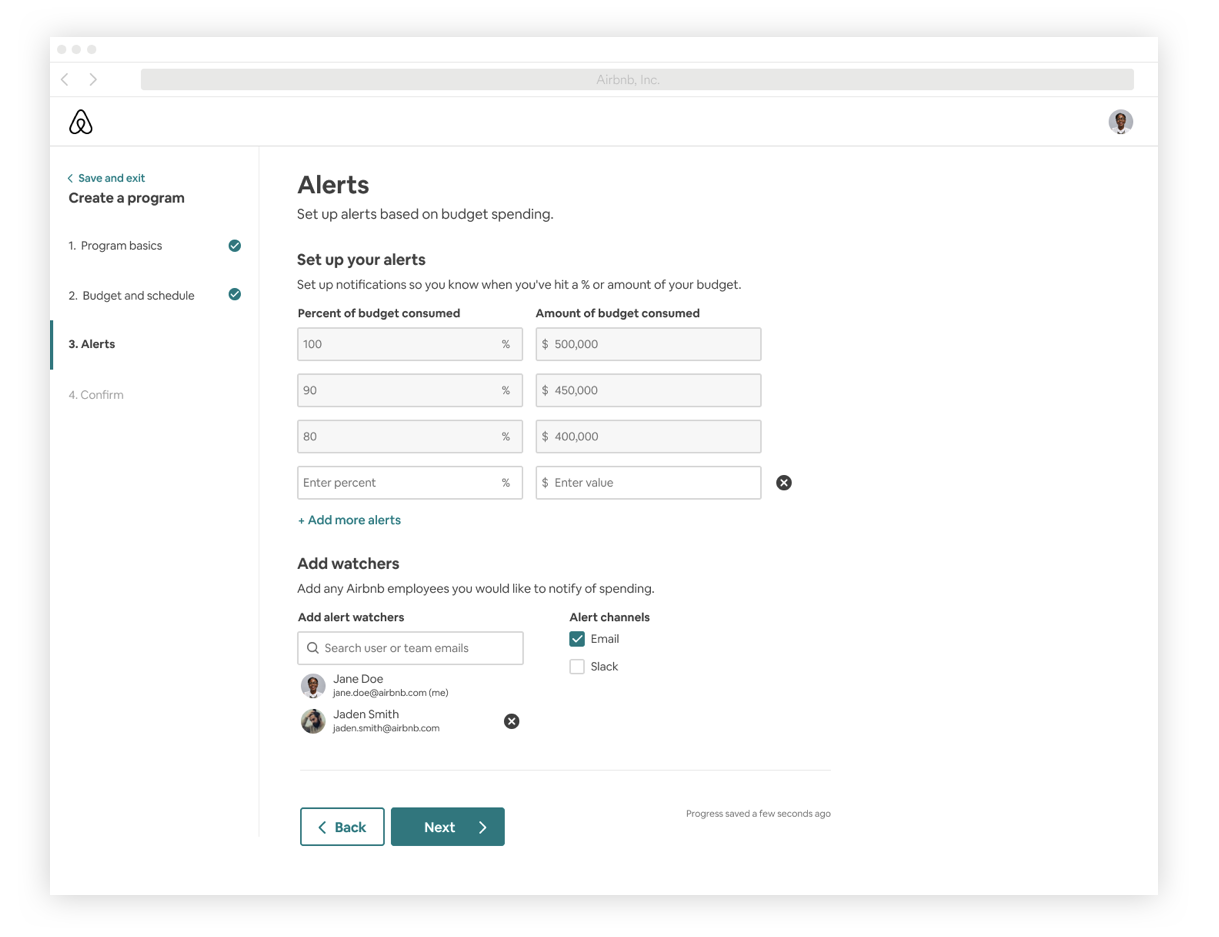 Airbnb, Inc.
Save and exit
Create a program
1. Program basics
2. Budget and schedule
3. Alerts
4. Confirm
Alerts
Set up alerts based on budget spending.
Set up your alerts
Set up notifications so you know when you've hit a % or amount of your budget.
Percent of budget consumed Amount of budget consumed
100 % $ 500,000
90 % $ 450,000
80 % $ 400,000
Enter percent % $ Enter value
+ Add more alerts
Add watchers
Add any Airbnb employees you would like to notify of spending.
Add alert watchers
Search user or team emails
Jane Doe
jane.doe@airbnb.com (me)
Jaden Smith
jaden.smith@airbnb.com
Alert channels
Email
Slack
Back
Next
Progress saved a few seconds ago